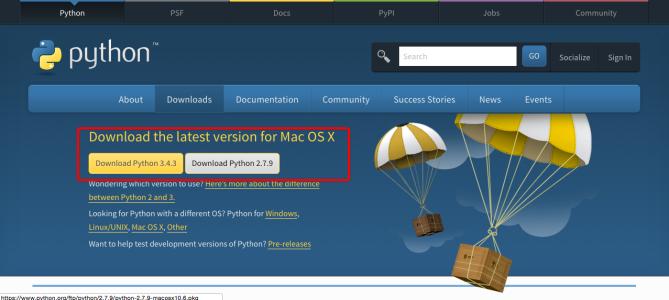 Python PSF Docs PyPI Jobs Community
python™
Search GO Socialize Sign In
About Downloads Documentation Community Success Stories News Events
Download the latest version for Mac OS X
Download Python 3.4.3 Download Python 2.7.9
Wondering which version to use? Here's more about the difference
between Python 2 and 3.
Looking for Python with a different OS? Python for Windows,
Linux/UNIX, Mac OS X, Other
Want to help test development versions of Python? Pre-releases
https://www.python.org/ftp/python/2.7.9/python-2.7.9-macosx10.6.pkg